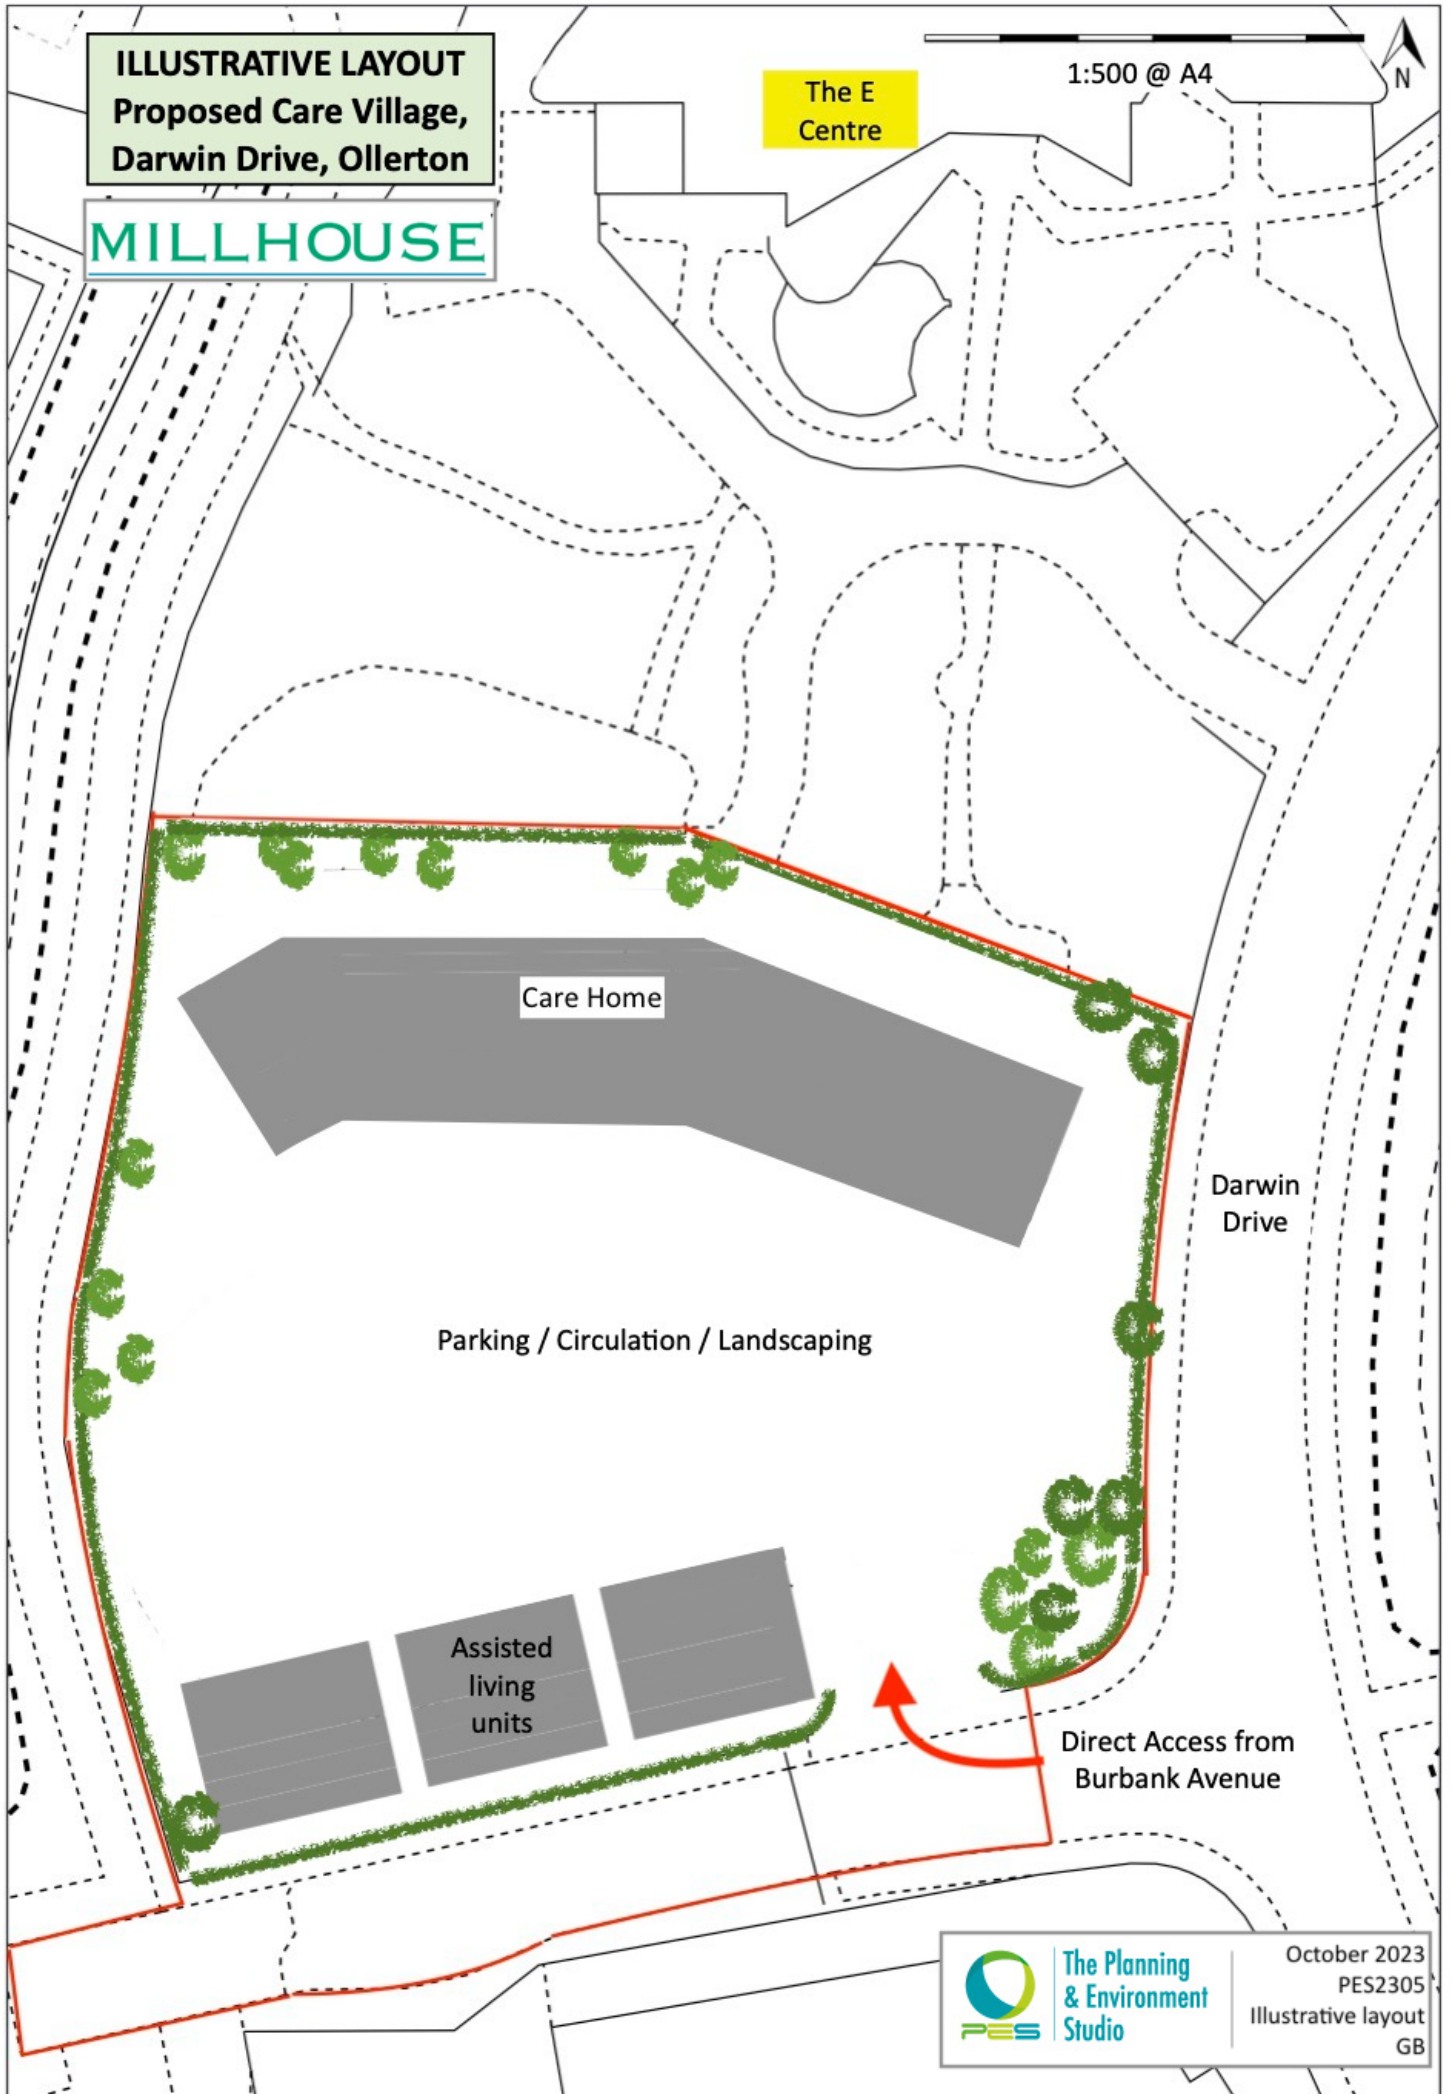 ILLUSTRATIVE LAYOUT
Proposed Care Village,
Darwin Drive, Ollerton
MILLHOUSE
The E
Centre
1:500 @ A4
N
Care Home
Darwin
Drive
Parking / Circulation / Landscaping
Assisted
living
units
Direct Access from
Burbank Avenue
PES
The Planning
& Environment
Studio
October 2023
PES2305
Illustrative layout
GB